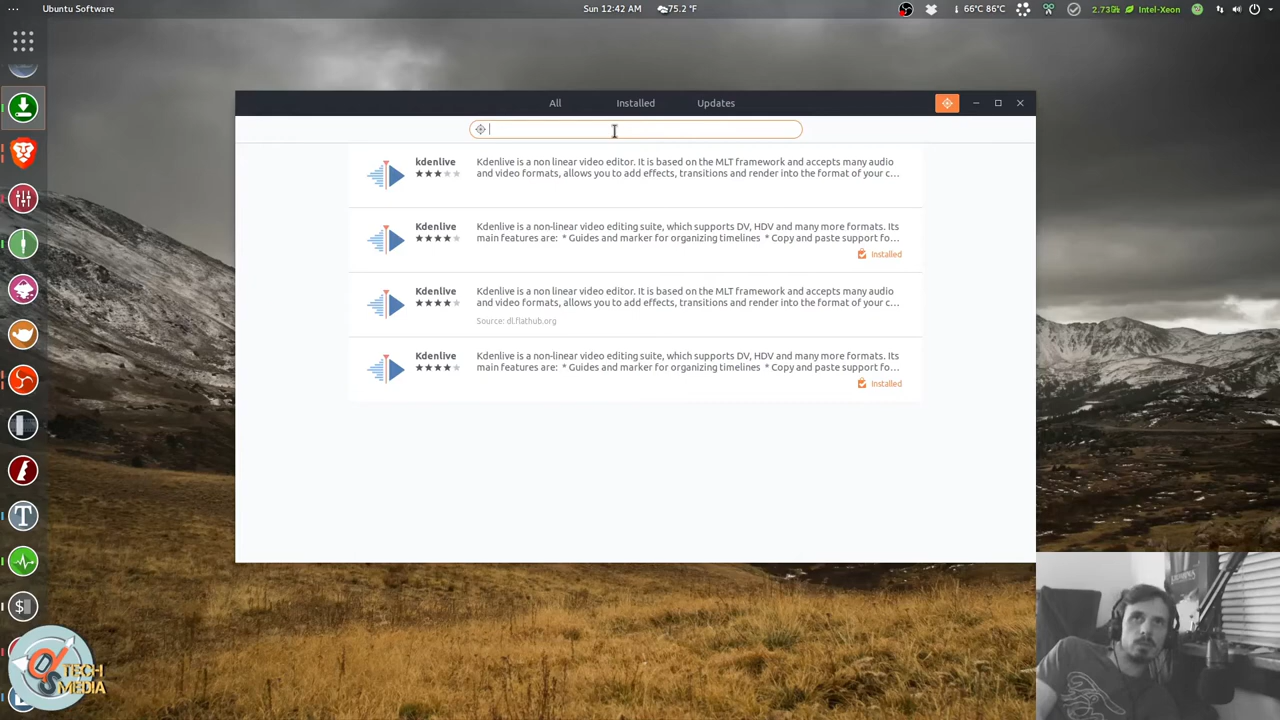 Ubuntu Software
Sun 12:42 AM
75.2 °F
66°C 86°C
Intel-Xeon
All
Installed
Updates
kdenlive
Kdenlive is a non linear video editor. It is based on the MLT framework and accepts many audio
and video formats, allows you to add effects, transitions and render into the format of your c...
Kdenlive
Kdenlive is a non-linear video editing suite, which supports DV, HDV and many more formats. Its
main features are: * Guides and marker for organizing timelines * Copy and paste support fo...
Installed
Kdenlive
Kdenlive is a non linear video editor. It is based on the MLT framework and accepts many audio
and video formats, allows you to add effects, transitions and render into the format of your c...
Source: dl.flathub.org
Kdenlive
Kdenlive is a non-linear video editing suite, which supports DV, HDV and many more formats. Its
main features are: * Guides and marker for organizing timelines * Copy and paste support fo...
Installed
T
$
TECH
MEDIA